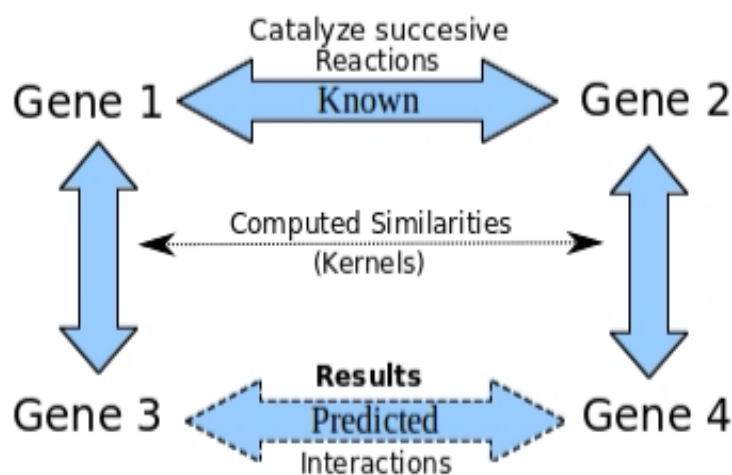 Catalyze succesive
Reactions
Gene 1
Known
Gene 2
Computed Similarities
(Kernels)
Results
Gene 3
Predicted
Gene 4
Interactions